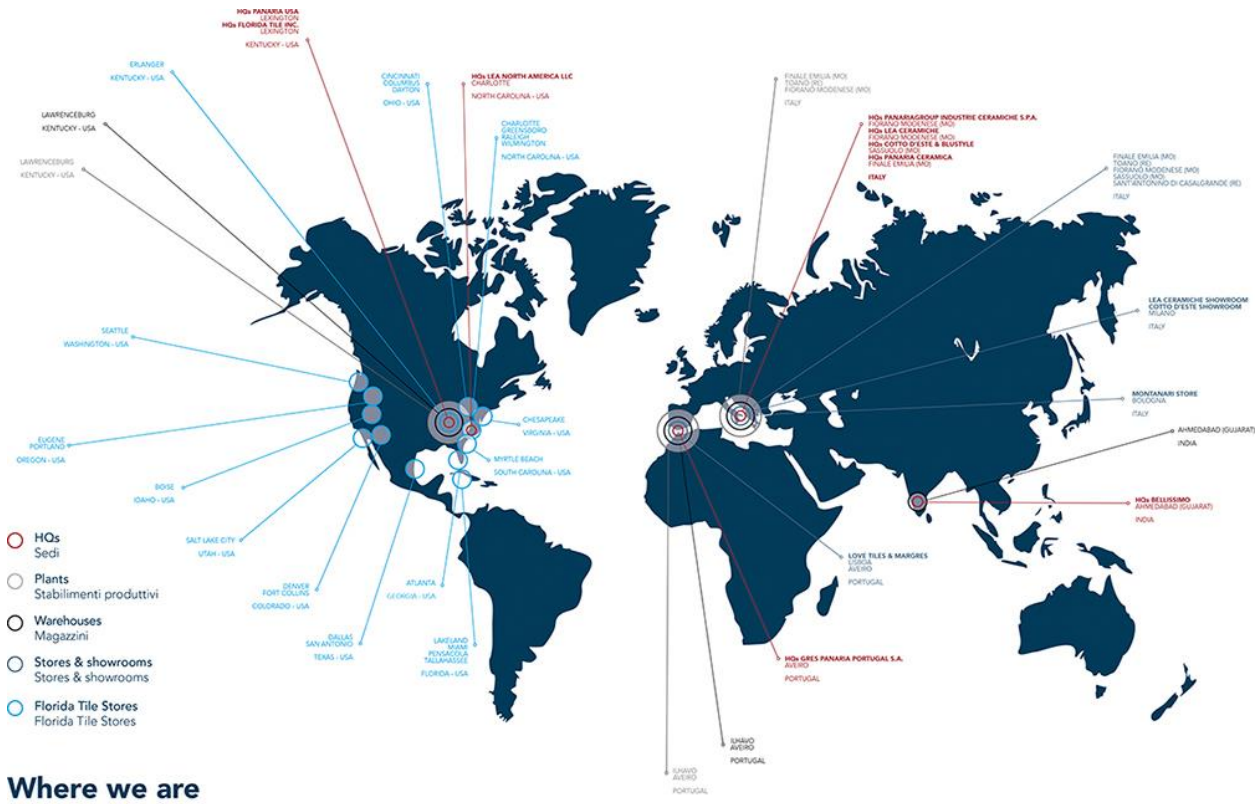 HQs PANARIA USA
LEXINGTON
HQs FLORIDA TILE INC.
LEXINGTON
KENTUCKY - USA
ERLANGER
KENTUCKY - USA
LAWRENCEBURG
KENTUCKY - USA
LAWRENCEBURG
KENTUCKY - USA
CINCINNATI
COLUMBUS
DAYTON
OHIO - USA
HQs LEA NORTH AMERICA LLC
CHARLOTTE
NORTH CAROLINA - USA
CHARLOTTE
GREENSBORO
RALEIGH
WILMINGTON
NORTH CAROLINA - USA
FINALE EMILIA (MO)
TOANO (RE)
FIORANO MODENESE (MO)
ITALY
HQs PANARIAGROUP INDUSTRIE CERAMICHE S.P.A.
FIORANO MODENESE (MO)
HQs LEA CERAMICHE
FIORANO MODENESE (MO)
HQs COTTO D'ESTE & BLUSTYLE
SASSUOLO (MO)
HQs PANARIA CERAMICA
FINALE EMILIA (MO)
ITALY
FINALE EMILIA (MO)
TOANO (RE)
FIORANO MODENESE (MO)
SASSUOLO (MO)
SANT'ANTONINO DI CASALGRANDE (RE)
ITALY
LEA CERAMICHE SHOWROOM
COTTO D'ESTE SHOWROOM
MILANO
ITALY
MONTANARI STORE
BOLOGNA
ITALY
AHMEDABAD (GUJARAT)
INDIA
HQs BELLISSIMO
AHMEDABAD (GUJARAT)
INDIA
SEATTLE
WASHINGTON - USA
EUGENE
PORTLAND
OREGON - USA
BOISE
IDAHO - USA
SALT LAKE CITY
UTAH - USA
DENVER
FORT COLLINS
COLORADO - USA
DALLAS
SAN ANTONIO
TEXAS - USA
ATLANTA
GEORGIA - USA
LAKELAND
MIAMI
PENSACOLA
TALLAHASSEE
FLORIDA - USA
CHESAPEAKE
VIRGINIA - USA
MYRTLE BEACH
SOUTH CAROLINA - USA
LOVE TILES & MARGRES
LISBOA
AVEIRO
PORTUGAL
HQs GRES PANARIA PORTUGAL S.A.
AVEIRO
PORTUGAL
ILHAVO
AVEIRO
PORTUGAL
ILHAVO
AVEIRO
PORTUGAL
HQs
Sedi
Plants
Stabilimenti produttivi
Warehouses
Magazzini
Stores & showrooms
Stores & showrooms
Florida Tile Stores
Florida Tile Stores
Where we are